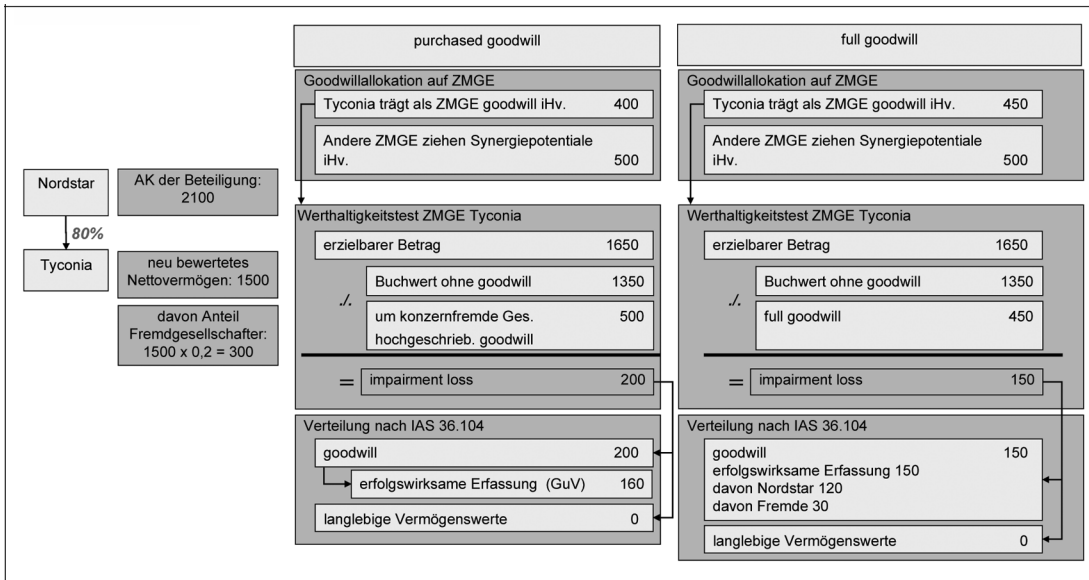 purchased goodwill
full goodwill
Goodwillallokation auf ZMGE
Tyconia trägt als ZMGE goodwill iHv. 400
Andere ZMGE ziehen Synergiepotentiale
iHv. 500
Goodwillallokation auf ZMGE
Tyconia trägt als ZMGE goodwill iHv. 450
Andere ZMGE ziehen Synergiepotentiale
iHv. 500
Nordstar
AK der Beteiligung:
2100
80%
Tyconia
neu bewertetes
Nettovermögen: 1500
davon Anteil
Fremdgesellschafter:
1500 x 0,2 = 300
Werthaltigkeitstest ZMGE Tyconia
erzielbarer Betrag 1650
./.
Buchwert ohne goodwill 1350
um konzernfremde Ges. 500
hochgeschrieb. goodwill
= impairment loss 200
Werthaltigkeitstest ZMGE Tyconia
erzielbarer Betrag 1650
./.
Buchwert ohne goodwill 1350
full goodwill 450
= impairment loss 150
Verteilung nach IAS 36.104
goodwill 200
erfolgswirksame Erfassung (GuV) 160
langlebige Vermögenswerte 0
Verteilung nach IAS 36.104
goodwill 150
erfolgswirksame Erfassung 150
davon Nordstar 120
davon Fremde 30
langlebige Vermögenswerte 0